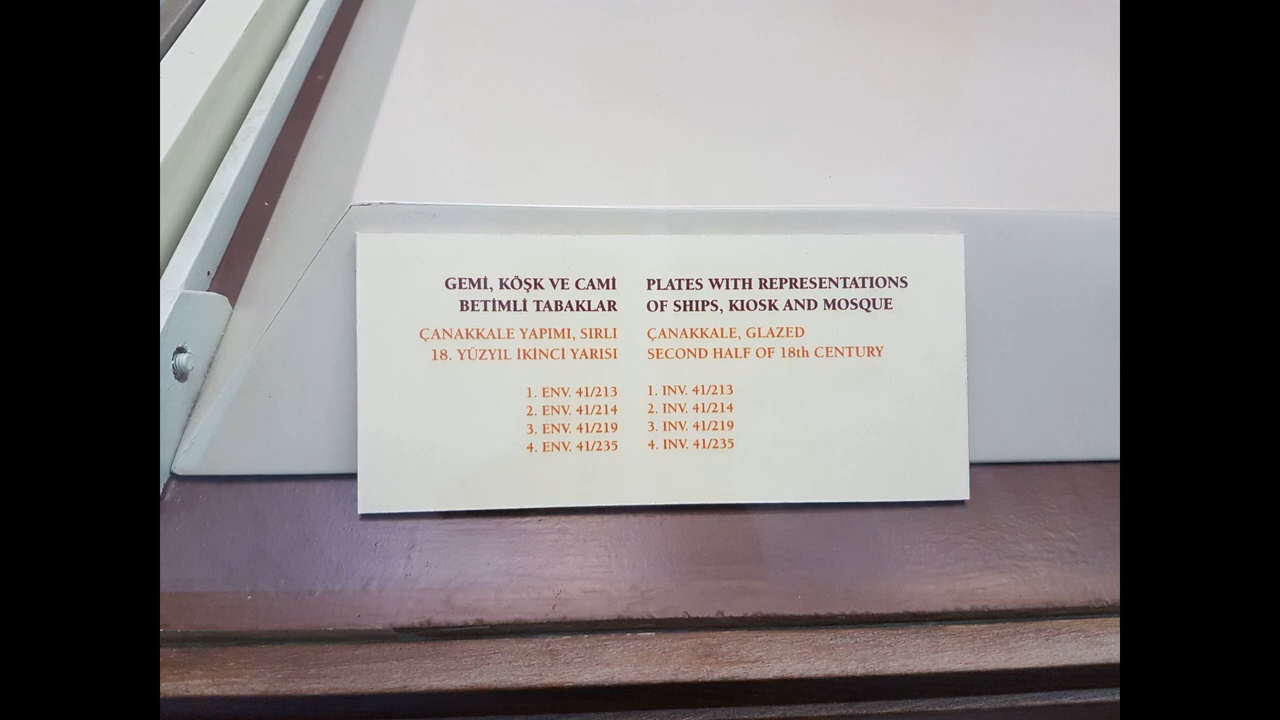 GEMİ, KÖŞK VE CAMİ
BETİMLİ TABAKLAR
ÇANAKKALE YAPIMI, SIRLI
18. YÜZYIL İKİNCİ YARISI
1. ENV. 41/213
2. ENV. 41/214
3. ENV. 41/219
4. ENV. 41/235
PLATES WITH REPRESENTATIONS
OF SHIPS, KIOSK AND MOSQUE
ÇANAKKALE, GLAZED
SECOND HALF OF 18th CENTURY
1. INV. 41/213
2. INV. 41/214
3. INV. 41/219
4. INV. 41/235